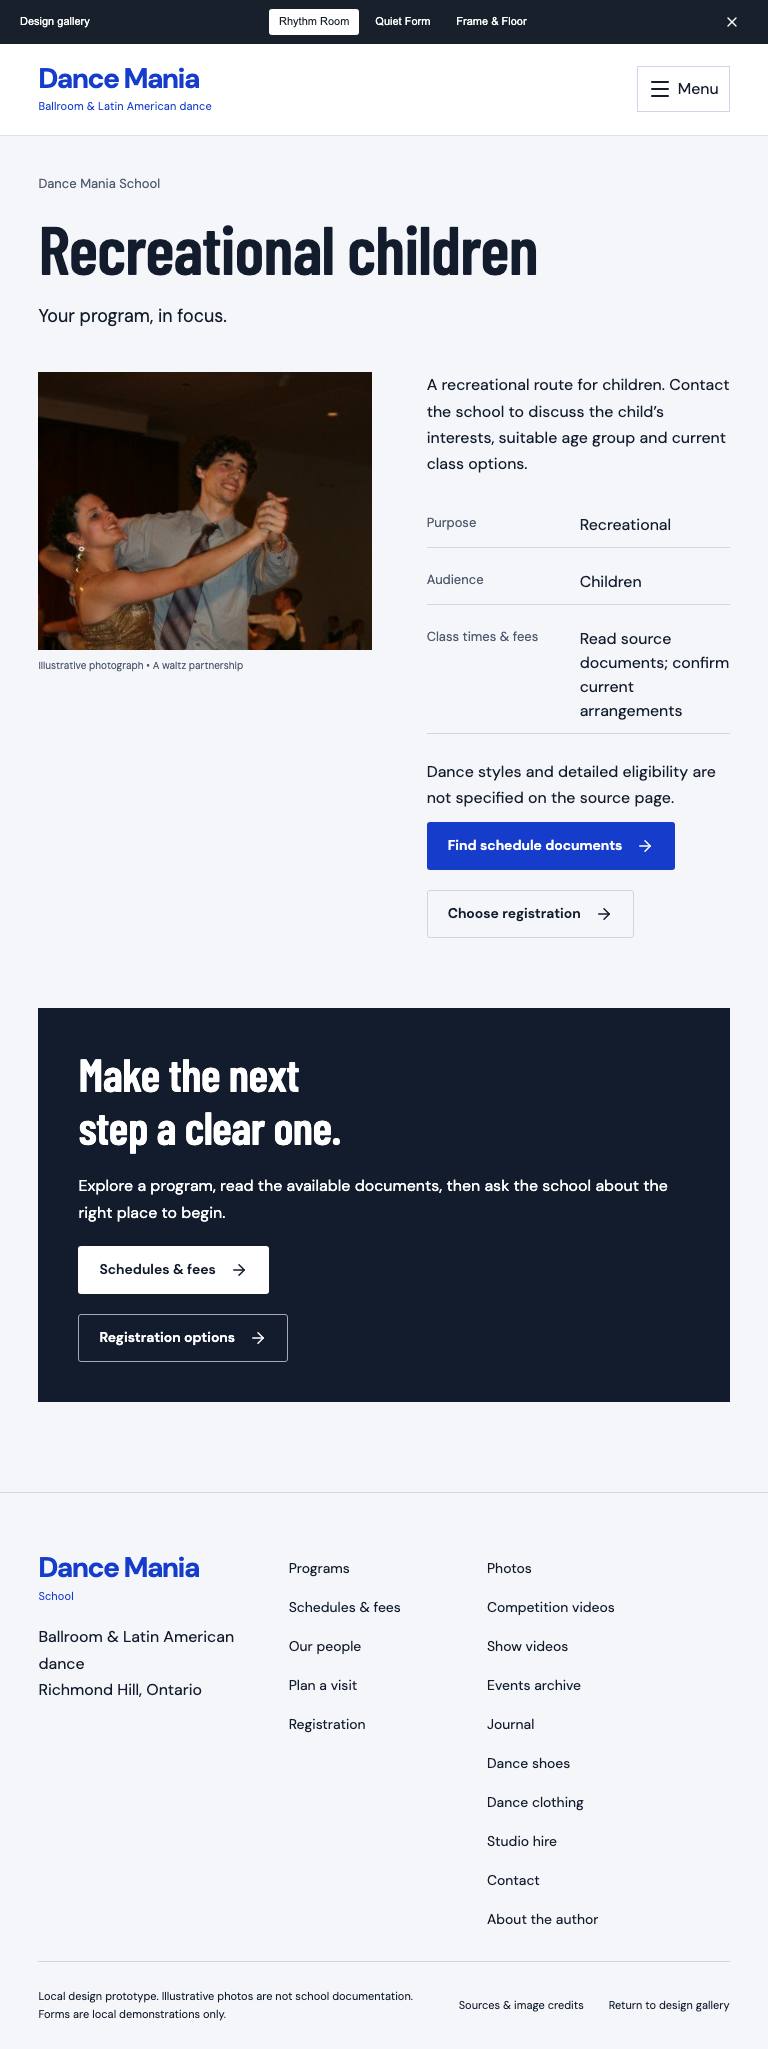 Design gallery
Rhythm Room
Quiet Form
Frame & Floor
Dance Mania
Ballroom & Latin American dance
Menu
Dance Mania School
Recreational children
Your program, in focus.
Illustrative photograph • A waltz partnership
A recreational route for children. Contact
the school to discuss the child’s
interests, suitable age group and current
class options.
Purpose
Recreational
Audience
Children
Class times & fees
Read source
documents; confirm
current
arrangements
Dance styles and detailed eligibility are
not specified on the source page.
Find schedule documents
Choose registration
Make the next
step a clear one.
Explore a program, read the available documents, then ask the school about the
right place to begin.
Schedules & fees
Registration options
Dance Mania
School
Ballroom & Latin American
dance
Richmond Hill, Ontario
Programs
Schedules & fees
Our people
Plan a visit
Registration
Photos
Competition videos
Show videos
Events archive
Journal
Dance shoes
Dance clothing
Studio hire
Contact
About the author
Local design prototype. Illustrative photos are not school documentation.
Forms are local demonstrations only.
Sources & image credits
Return to design gallery